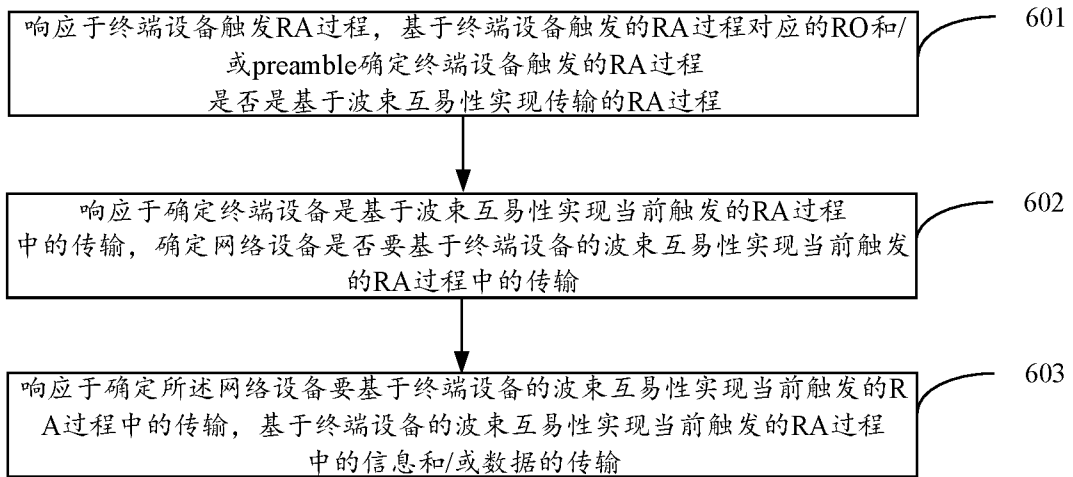 响应于终端设备触发RA过程，基于终端设备触发的RA过程对应的RO和/
或preamble确定终端设备触发的RA过程
是否是基于波束互易性实现传输的RA过程
601
响应于确定终端设备是基于波束互易性实现当前触发的RA过程
中的传输，确定网络设备是否要基于终端设备的波束互易性实现当前触发
的RA过程中的传输
602
响应于确定所述网络设备要基于终端设备的波束互易性实现当前触发的R
A过程中的传输，基于终端设备的波束互易性实现当前触发的RA过程
中的信息和/或数据的传输
603